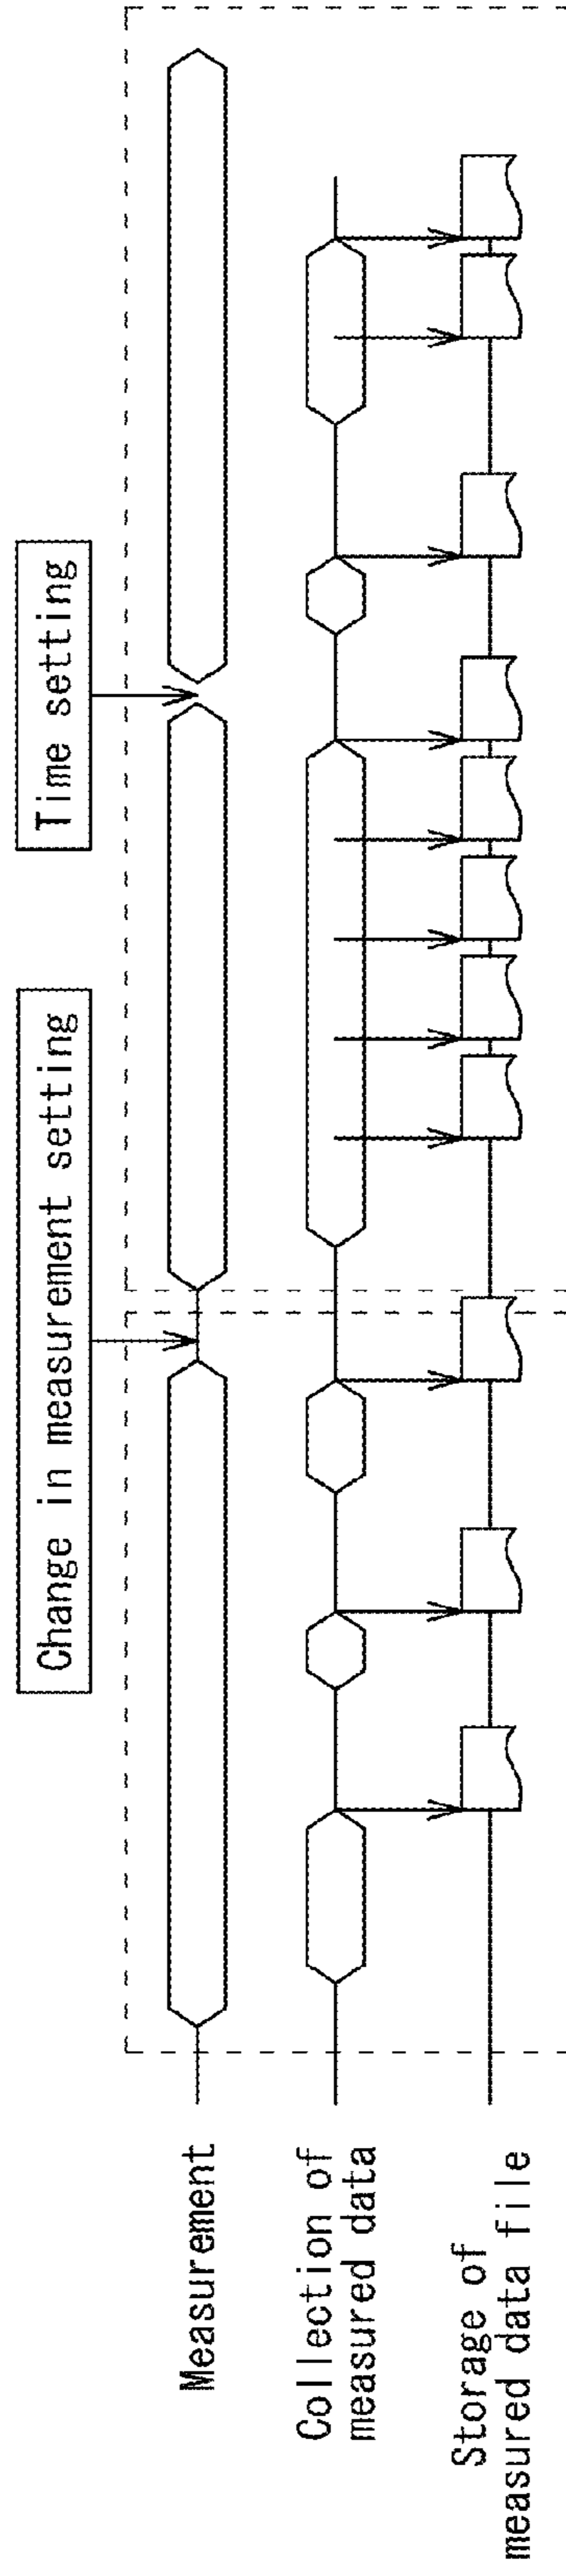 Change in measurement setting
Time setting
Measurement
Collection of
measured data
Storage of
measured data file